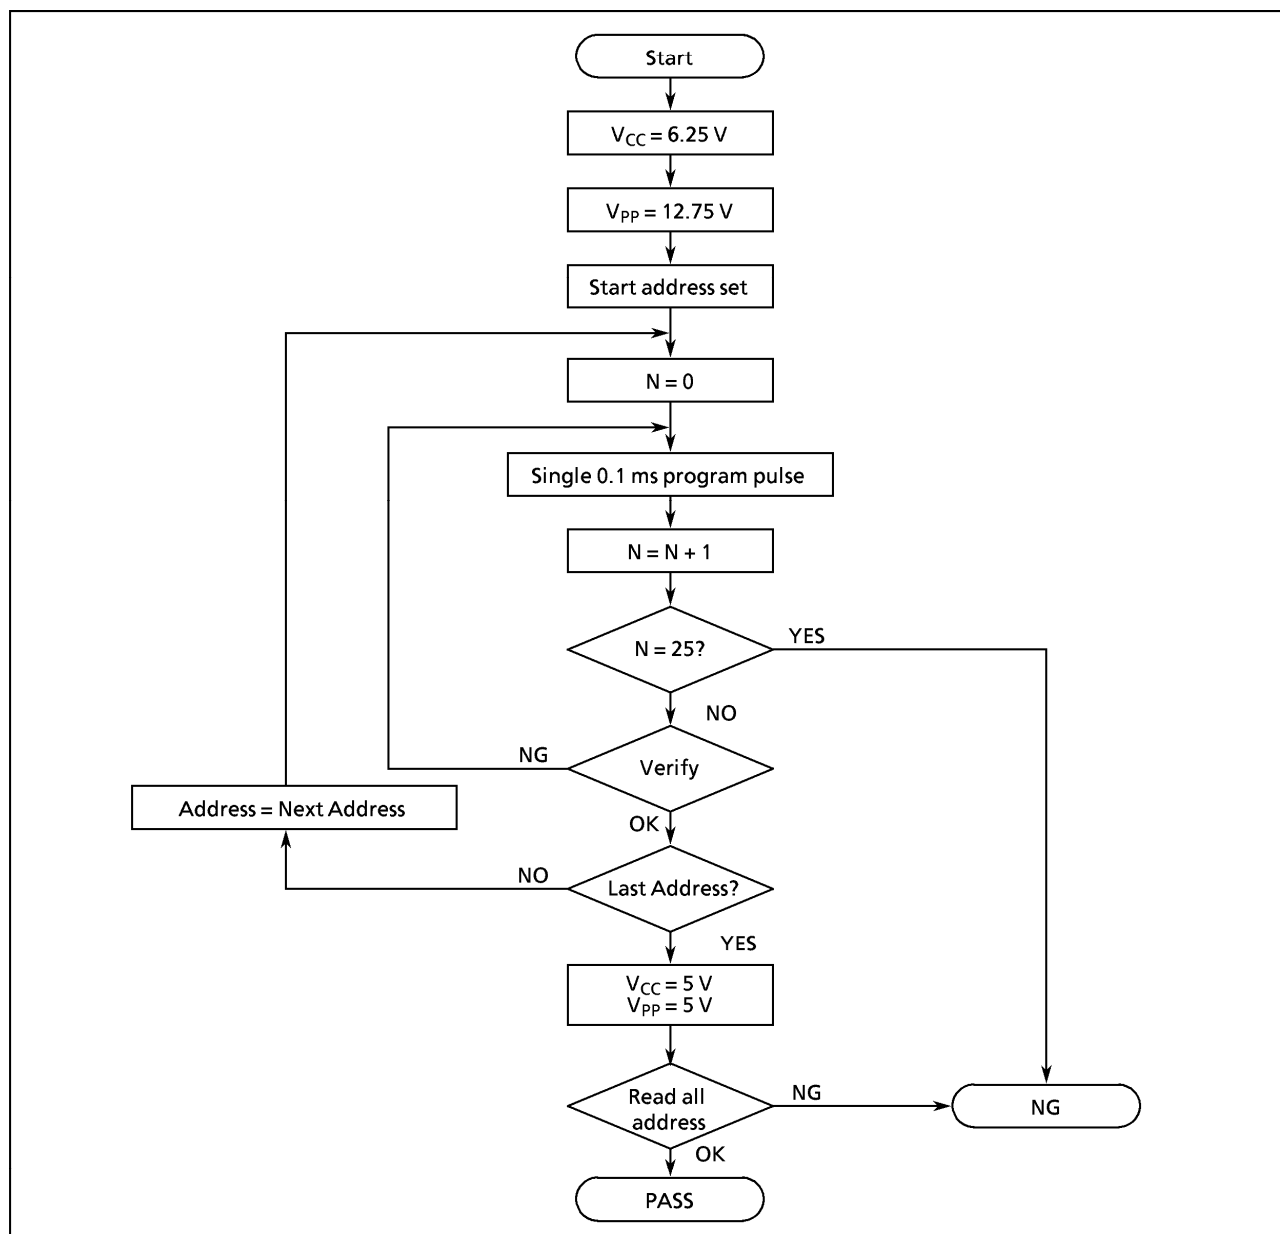 Start
VCC = 6.25 V
VPP = 12.75 V
Start address set
N = 0
Single 0.1 ms program pulse
N = N + 1
N = 25?
YES
NO
NG
Verify
Address = Next Address
OK
NO
Last Address?
YES
VCC = 5 V
VPP = 5 V
Read all
address
NG
NG
OK
PASS